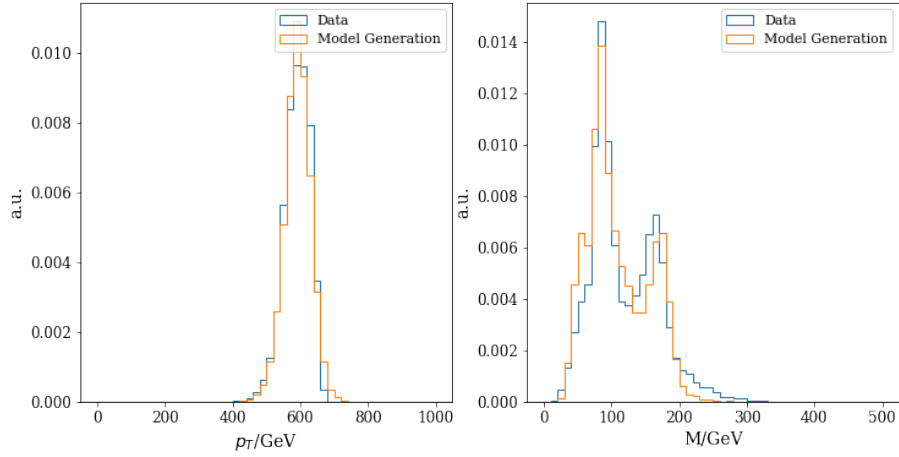 Data
Model Generation
0.010
0.008
0.006
0.004
0.002
0.000
a.u.
0 200 400 600 800 1000
p_T/GeV
Data
Model Generation
0.014
0.012
0.010
0.008
0.006
0.004
0.002
0.000
a.u.
0 100 200 300 400 500
M/GeV